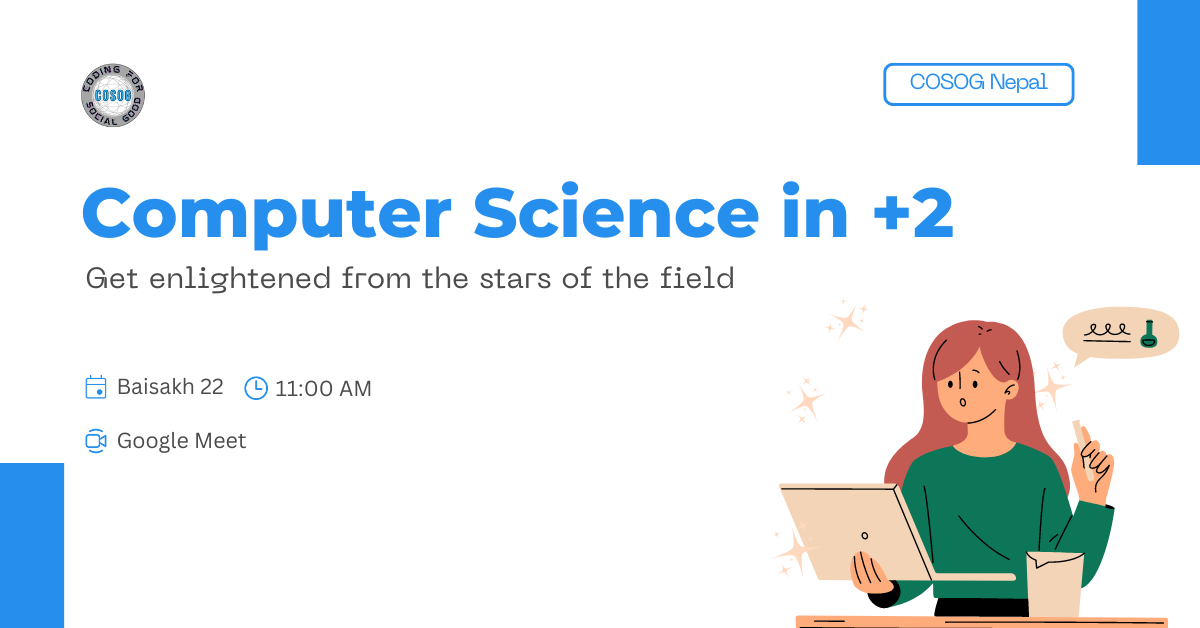 CODING FOR
COSOG
SOCIAL GOOD
COSOG Nepal
Computer Science in +2
Get enlightened from the stars of the field
Baisakh 22
11:00 AM
Google Meet